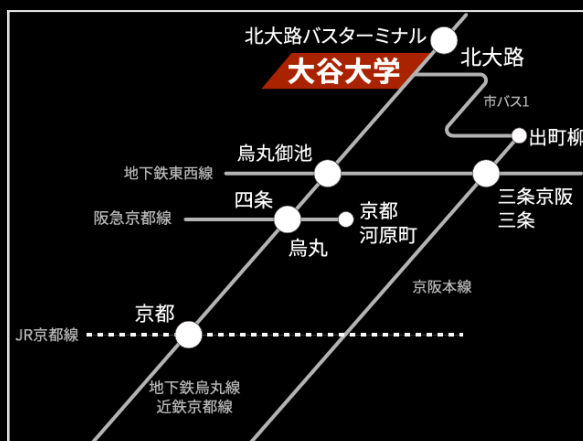 北大路バスターミナル
北大路
大谷大学
市バス1
出町柳
烏丸御池
地下鉄東西線
三条京阪
三条
四条
京都
河原町
阪急京都線
烏丸
京阪本線
京都
JR京都線
地下鉄烏丸線
近鉄京都線